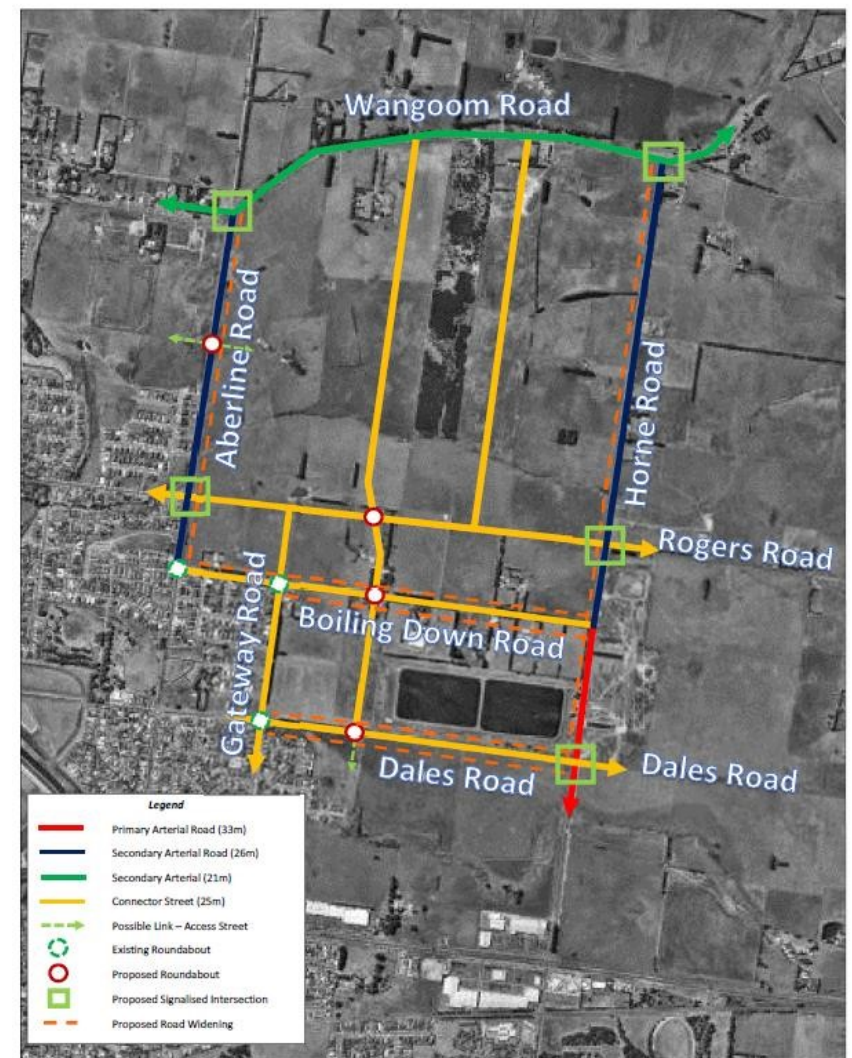 Wangoom Road
Aberline Road
Horne Road
Rogers Road
Gateway Road
Boiling Down Road
Dales Road
Dales Road
Legend
Primary Arterial Road (33m)
Secondary Arterial Road (26m)
Secondary Arterial (21m)
Connector Street (25m)
Possible Link – Access Street
Existing Roundabout
Proposed Roundabout
Proposed Signalised Intersection
Proposed Road Widening